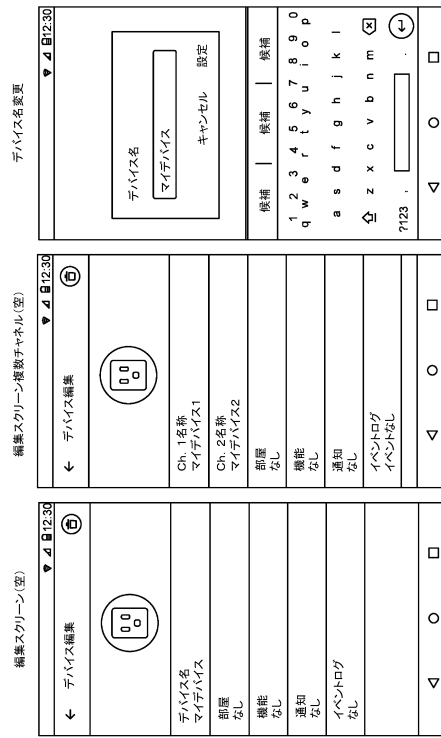 編集スクリーン(空)
12:30
デバイス編集
デバイス名
マイデバイス
部屋
なし
機能
なし
通知
なし
イベントログ
なし
編集スクリーン複数チャネル(空)
12:30
デバイス編集
Ch. 1名称
マイデバイス1
Ch. 2名称
マイデバイス2
部屋
なし
機能
なし
通知
なし
イベントログ
イベントなし
デバイス名変更
12:30
デバイス名
マイデバイス
キャンセル 設定
候補 | 候補 | 候補
1 2 3 4 5 6 7 8 9 0
q w e r t y u i o p
a s d f g h j k l
z x c v b n m
?123 , .